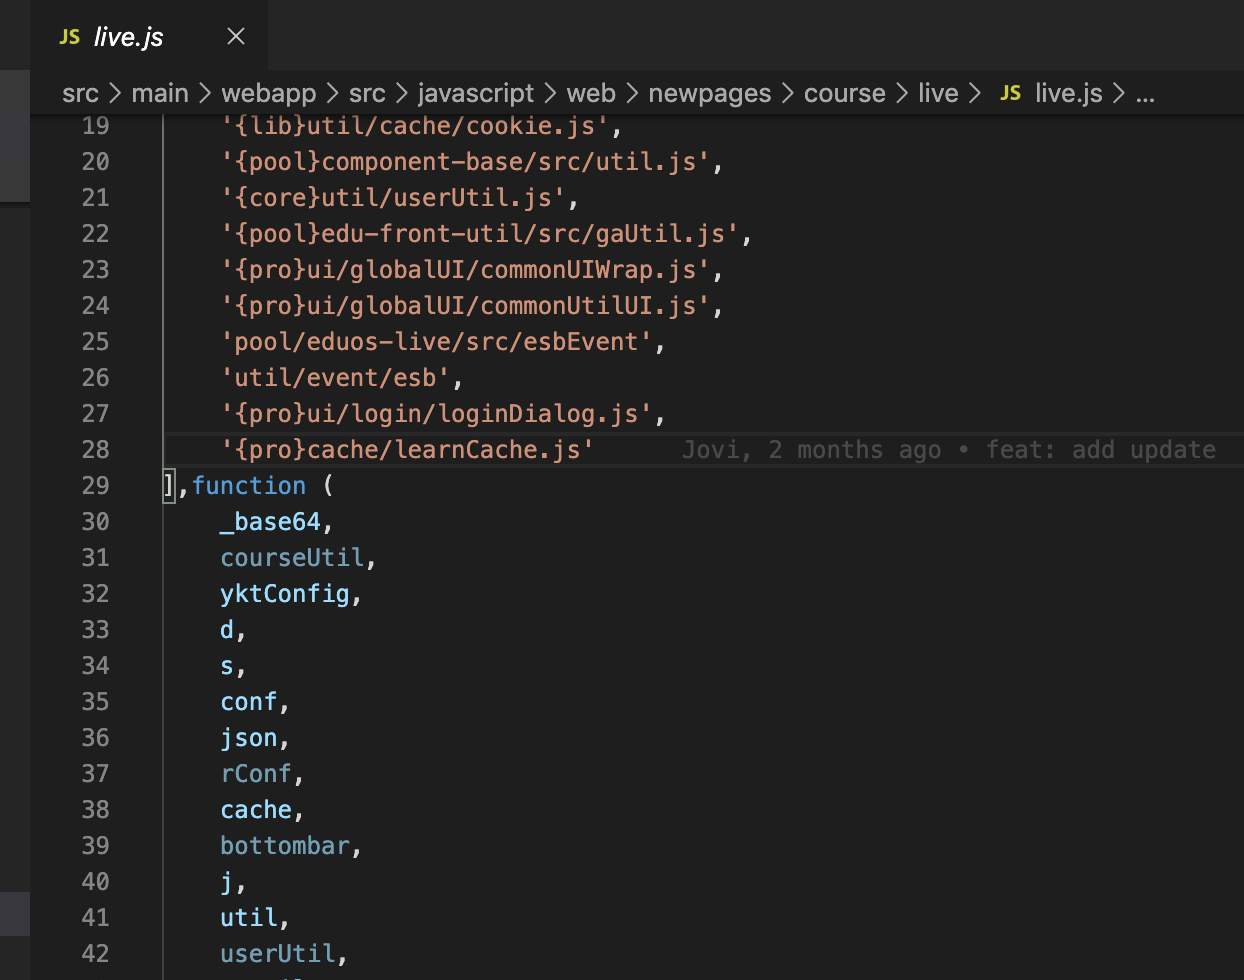 JS live.js ×
src > main > webapp > src > javascript > web > newpages > course > live > JS live.js > ...
19 '{lib}util/cache/cookie.js',
20 '{pool}component-base/src/util.js',
21 '{core}util/userUtil.js',
22 '{pool}edu-front-util/src/gaUtil.js',
23 '{pro}ui/globalUI/commonUIWrap.js',
24 '{pro}ui/globalUI/commonUtilUI.js',
25 'pool/eduos-live/src/esbEvent',
26 'util/event/esb',
27 '{pro}ui/login/loginDialog.js',
28 '{pro}cache/learnCache.js' Jovi, 2 months ago • feat: add update
29 ],function (
30 _base64,
31 courseUtil,
32 yktConfig,
33 d,
34 s,
35 conf,
36 json,
37 rConf,
38 cache,
39 bottombar,
40 j,
41 util,
42 userUtil,